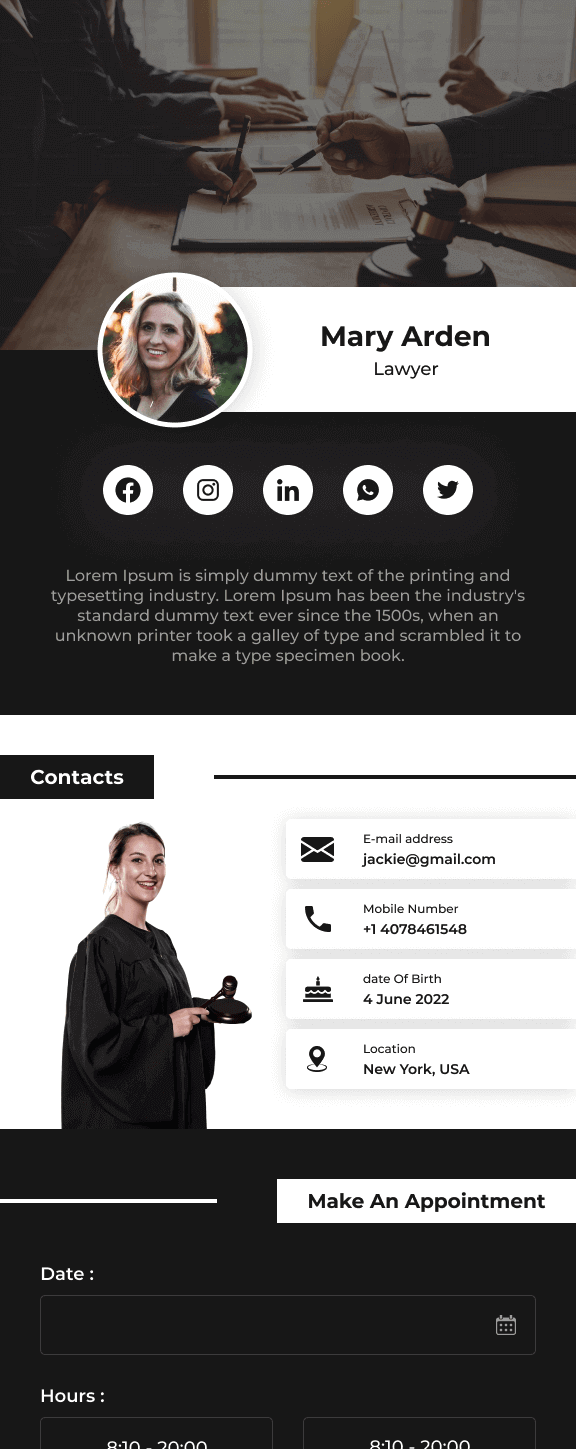 Mary Arden
Lawyer
Lorem Ipsum is simply dummy text of the printing and
typesetting industry. Lorem Ipsum has been the industry's
standard dummy text ever since the 1500s, when an
unknown printer took a galley of type and scrambled it to
make a type specimen book.
Contacts
E-mail address
jackie@gmail.com
Mobile Number
+1 4078461548
date Of Birth
4 June 2022
Location
New York, USA
Make An Appointment
Date :
Hours :
8:10 - 20:00
8:10 - 20:00